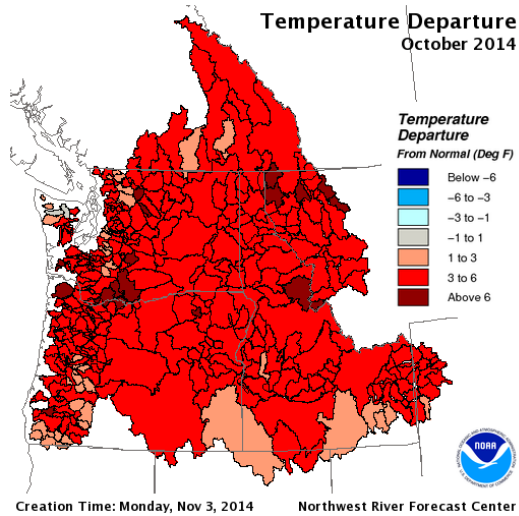 Temperature Departure
October 2014
Temperature
Departure
From Normal (Deg F)
Below -6
-6 to -3
-3 to -1
-1 to 1
1 to 3
3 to 6
Above 6
NOAA
Creation Time: Monday, Nov 3, 2014
Northwest River Forecast Center